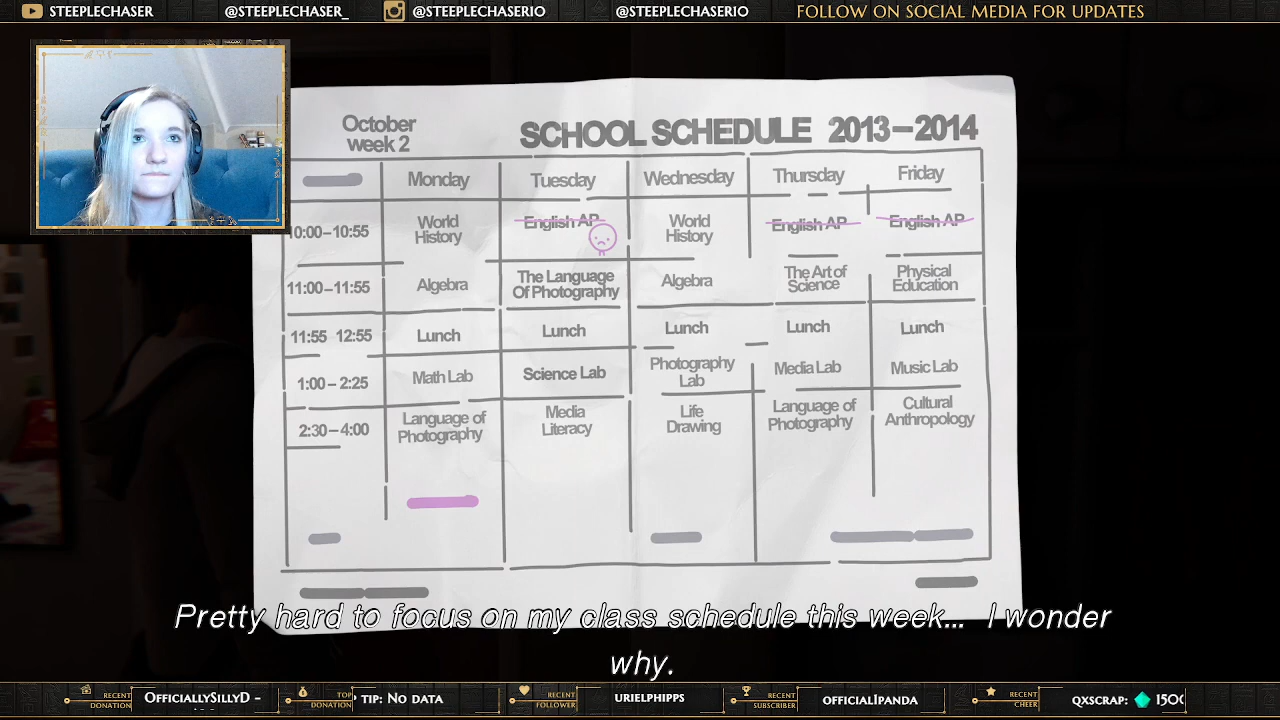 STEEPLECHASER
@STEEPLECHASER_
@STEEPLECHASERIO
@STEEPLECHASERIO
FOLLOW ON SOCIAL MEDIA FOR UPDATES
October
week 2
SCHOOL SCHEDULE 2013-2014
Monday Tuesday Wednesday Thursday Friday
10:00-10:55
World
History
English AP
World
History
English AP
English AP
11:00-11:55
Algebra
The Language
Of Photography
Algebra
The Art of
Science
Physical
Education
11:55 12:55
Lunch
Lunch
Lunch
Lunch
Lunch
1:00-2:25
Math Lab
Science Lab
Photography
Lab
Media Lab
Music Lab
2:30-4:00
Language of
Photography
Media
Literacy
Life
Drawing
Language of
Photography
Cultural
Anthropology
Pretty hard to focus on my class schedule this week... I wonder
why.
RECENT
DONATION
OFFICIALLYSILLYD -
TOP
DONATION
TIP: NO DATA
RECENT
FOLLOWER
URIELPHIPPS
RECENT
SUBSCRIBER
OFFICIAL1PANDA
RECENT
CHEER
QXSCRAP: